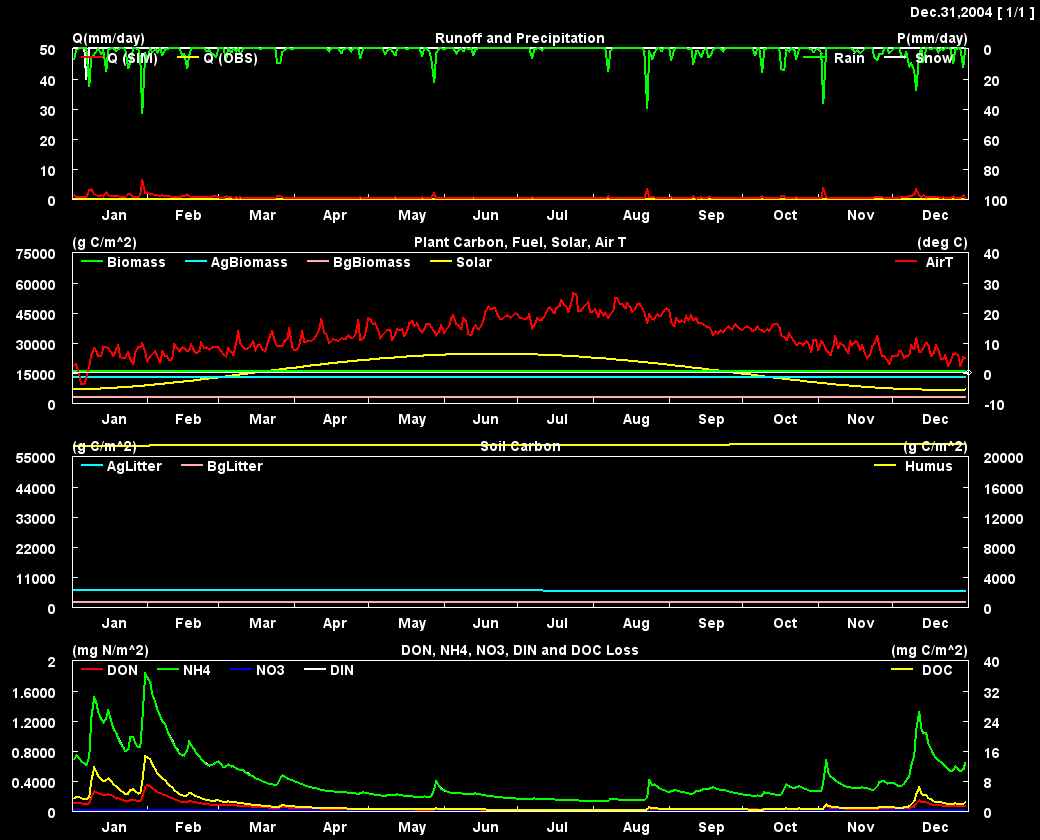 Dec.31,2004 [ 1/1 ]
Q(mm/day) Runoff and Precipitation P(mm/day)
50 0
Q (SIM) Q (OBS) Rain Snow
40 20
30 40
20 60
10 80
0 100
Jan Feb Mar Apr May Jun Jul Aug Sep Oct Nov Dec
(g C/m^2) Plant Carbon, Fuel, Solar, Air T (deg C)
75000 40
Biomass AgBiomass BgBiomass Solar AirT
60000 30
45000 20
30000 10
15000 0
0 -10
Jan Feb Mar Apr May Jun Jul Aug Sep Oct Nov Dec
(g C/m^2) Soil Carbon (g C/m^2)
55000 20000
AgLitter BgLitter Humus
44000 16000
33000 12000
22000 8000
11000 4000
0 0
Jan Feb Mar Apr May Jun Jul Aug Sep Oct Nov Dec
(mg N/m^2) DON, NH4, NO3, DIN and DOC Loss (mg C/m^2)
2 40
DON NH4 NO3 DIN DOC
1.6000 32
1.2000 24
0.8000 16
0.4000 8
0 0
Jan Feb Mar Apr May Jun Jul Aug Sep Oct Nov Dec